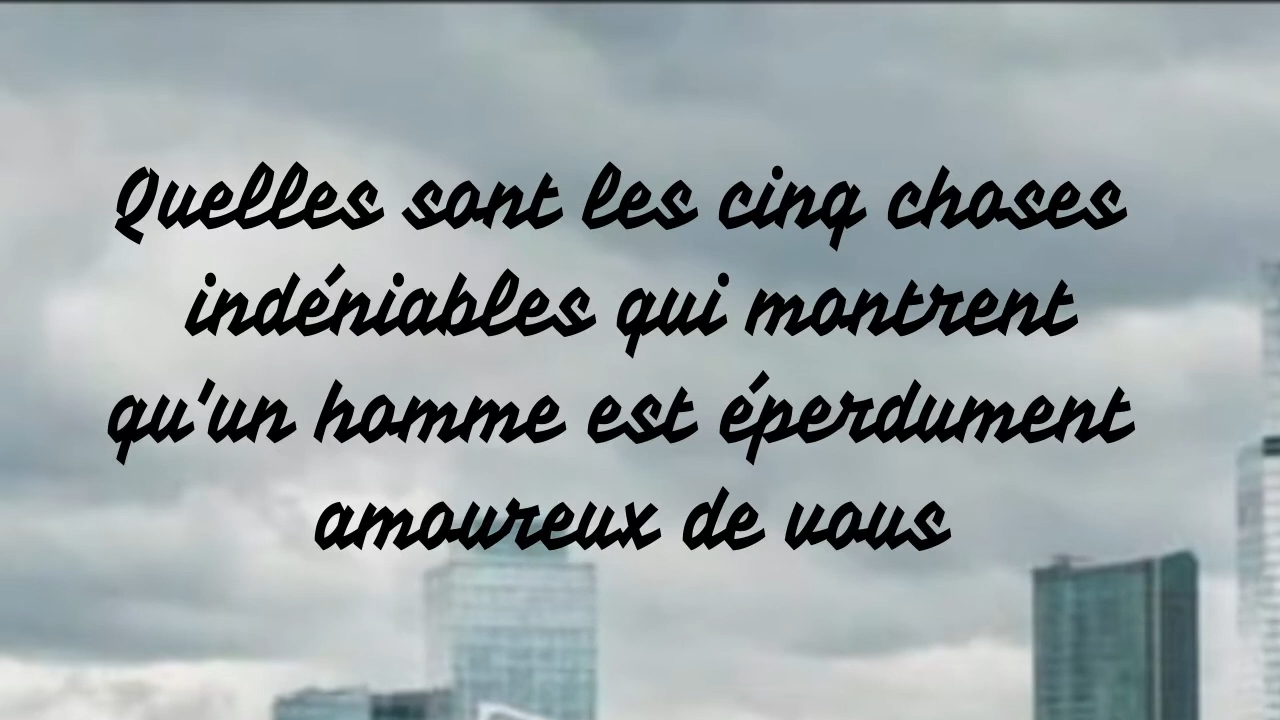 Quelles sont les cinq choses
indéniables qui montrent
qu'un homme est éperdument
amoureux de vous